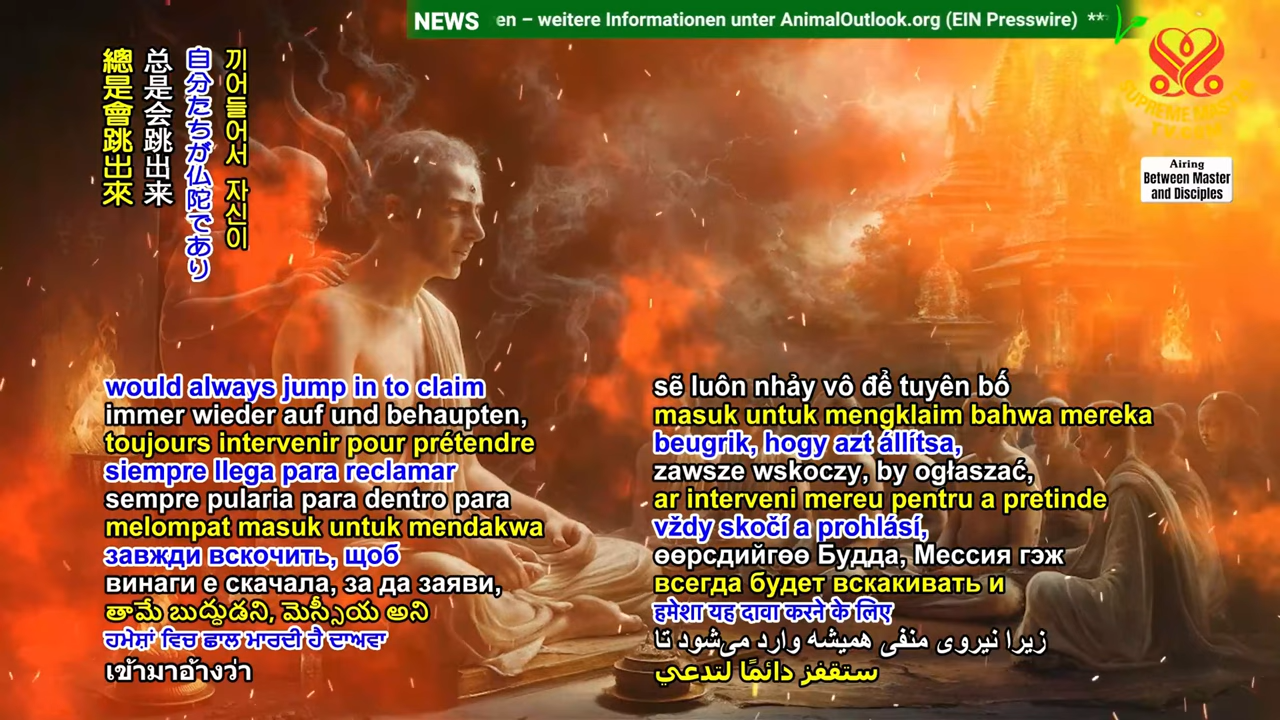 NEWS en – weitere Informationen unter AnimalOutlook.org (EIN Presswire) **
SUPREME MASTER
Airing
Between Master
and Disciples
總是會跳出來
总是会跳出来
自分たちが仏陀であり
끼어들어서 자신이
would always jump in to claim
immer wieder auf und behaupten,
toujours intervenir pour prétendre
siempre llega para reclamar
sempre pularia para dentro para
melompat masuk untuk mendakwa
завжди вскочить, щоб
винаги е скачала, за да заяви,
తామే బుద్ధుడని, మెస్సీయ అని
ਹਮੇਸ਼ਾਂ ਵਿਚ ਛਾਲ ਮਾਰਦੀ ਹੈ ਦਾਅਵਾ
เข้ามาอ้างว่า
sẽ luôn nhảy vô để tuyên bố
masuk untuk mengklaim bahwa mereka
beugrik, hogy azt állítsa,
zawsze wskoczy, by ogłaszać,
ar interveni mereu pentru a pretinde
vždy skočí a prohlásí,
өөрсдийгөө Будда, Мессия гэж
всегда будет вскакивать и
हमेशा यह दावा करने के लिए
زیرا نیروی منفی همیشه وارد می‌شود تا
ستقفز دائمًا لتدعي